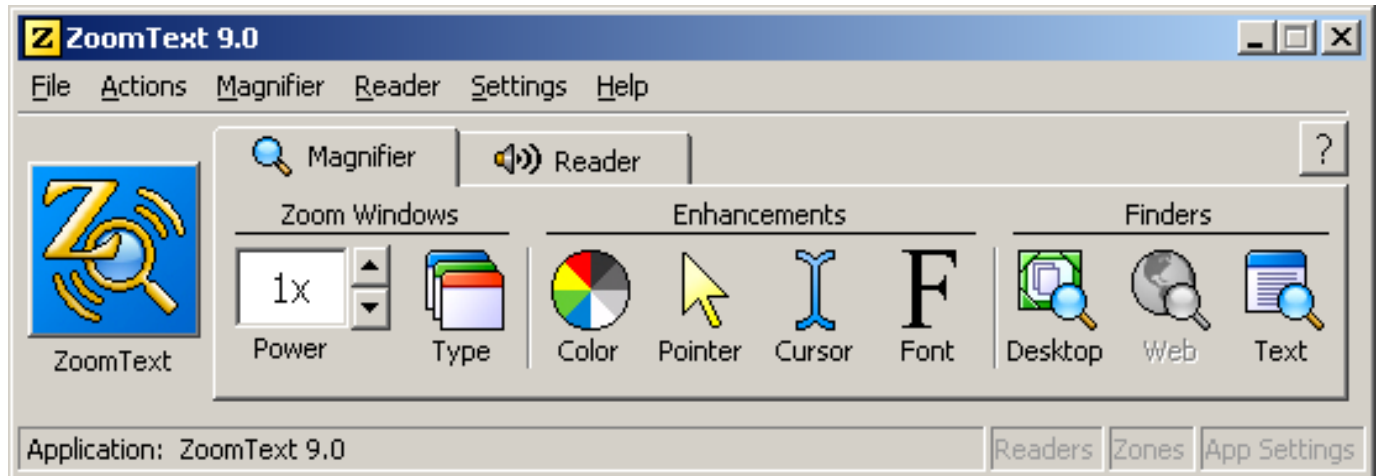 ZoomText 9.0
File Actions Magnifier Reader Settings Help
Magnifier Reader ?
Zoom Windows Enhancements Finders
1x
F
Power Type Color Pointer Cursor Font Desktop Web Text
ZoomText
Application: ZoomText 9.0 Readers Zones App Settings